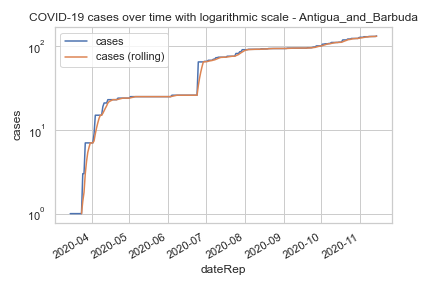 COVID-19 cases over time with logarithmic scale - Antigua_and_Barbuda
cases
cases (rolling)
10²
10¹
10⁰
cases
2020-04
2020-05
2020-06
2020-07
2020-08
2020-09
2020-10
2020-11
dateRep